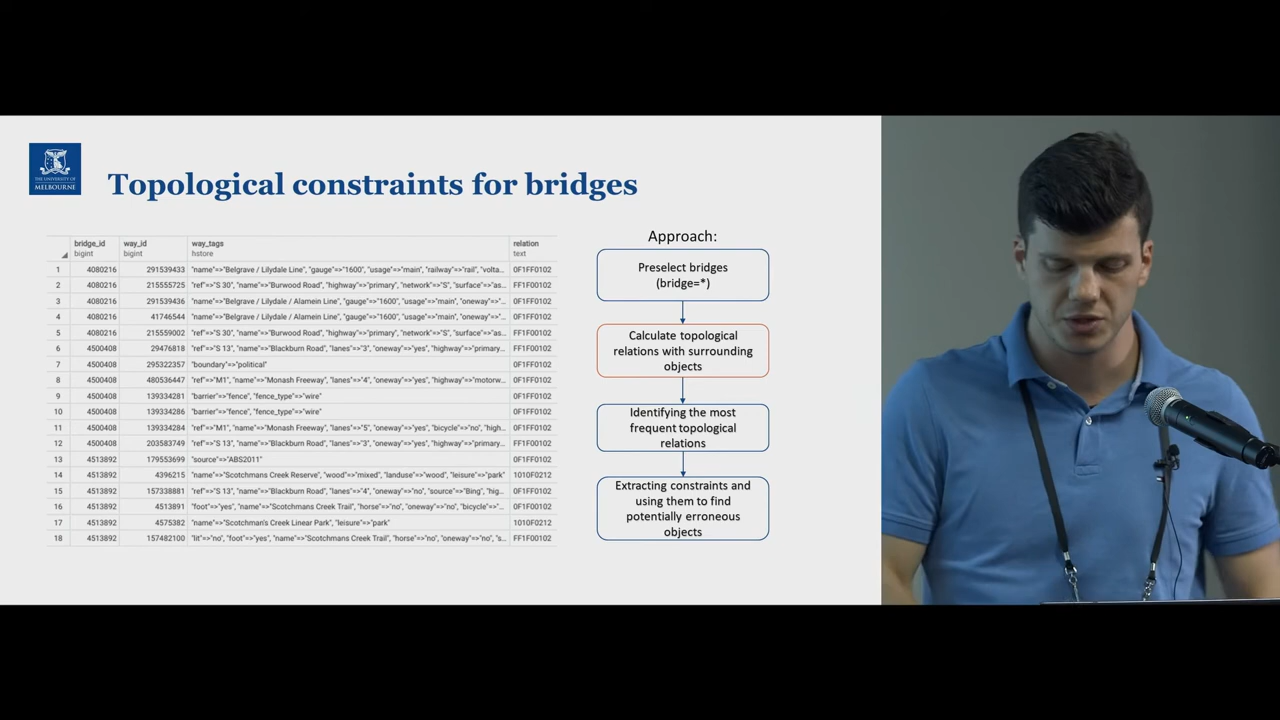 THE UNIVERSITY OF
MELBOURNE
Topological constraints for bridges
bridge_id way_id way_tags relation
bigint bigint hstore text
1 4080216 291539433 "name"=>"Belgrave / Lilydale Line", "gauge"=>"1600", "usage"=>"main", "railway"=>"rail", "volta... 0F1FF0102
2 4080216 215555725 "ref"=>"S 30", "name"=>"Burwood Road", "highway"=>"primary", "network"=>"S", "surface"=>"as... FF1F00102
3 4080216 291539436 "name"=>"Belgrave / Lilydale / Alamein Line", "gauge"=>"1600", "usage"=>"main", "oneway"=>"... 0F1FF0102
4 4080216 41746544 "name"=>"Belgrave / Lilydale / Alamein Line", "gauge"=>"1600", "usage"=>"main", "oneway"=>"... 0F1FF0102
5 4080216 215559002 "ref"=>"S 30", "name"=>"Burwood Road", "highway"=>"primary", "network"=>"S", "surface"=>"as... FF1F00102
6 4500408 29476818 "ref"=>"S 13", "name"=>"Blackburn Road", "lanes"=>"3", "oneway"=>"yes", "highway"=>"primary... FF1F00102
7 4500408 295322357 "boundary"=>"political" 0F1FF0102
8 4500408 480536447 "ref"=>"M1", "name"=>"Monash Freeway", "lanes"=>"4", "oneway"=>"yes", "highway"=>"motorw... 0F1FF0102
9 4500408 139334281 "barrier"=>"fence", "fence_type"=>"wire" 0F1FF0102
10 4500408 139334286 "barrier"=>"fence", "fence_type"=>"wire" 0F1FF0102
11 4500408 139334284 "ref"=>"M1", "name"=>"Monash Freeway", "lanes"=>"5", "oneway"=>"yes", "bicycle"=>"no", "high... 0F1FF0102
12 4500408 203583749 "ref"=>"S 13", "name"=>"Blackburn Road", "lanes"=>"3", "oneway"=>"yes", "highway"=>"primary... FF1F00102
13 4513892 179553699 "source"=>"ABS2011" 0F1FF0102
14 4513892 4396215 "name"=>"Scotchmans Creek Reserve", "wood"=>"mixed", "landuse"=>"wood", "leisure"=>"park" 1010F0212
15 4513892 157338881 "ref"=>"S 13", "name"=>"Blackburn Road", "lanes"=>"4", "oneway"=>"no", "source"=>"Bing", "hig... 0F1FF0102
16 4513892 4513891 "foot"=>"yes", "name"=>"Scotchmans Creek Trail", "horse"=>"no", "oneway"=>"no", "bicycle"=>"... 0F1F00102
17 4513892 4575382 "name"=>"Scotchman's Creek Linear Park", "leisure"=>"park" 1010F0212
18 4513892 157482100 "lit"=>"no", "foot"=>"yes", "name"=>"Scotchmans Creek Trail", "horse"=>"no", "oneway"=>"no", "s... FF1F00102
Approach:
Preselect bridges
(bridge=*)
Calculate topological
relations with surrounding
objects
Identifying the most
frequent topological
relations
Extracting constraints and
using them to find
potentially erroneous
objects